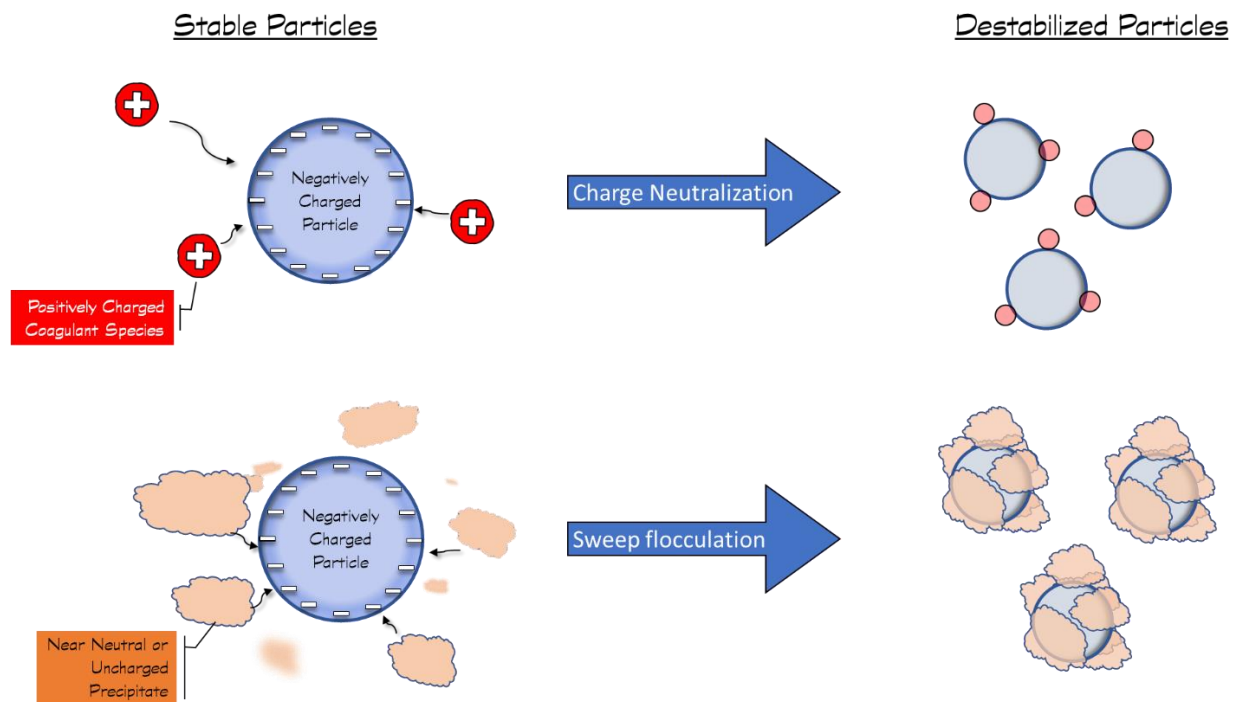 Stable Particles
Destabilized Particles
Negatively
Charged
Particle
Charge Neutralization
Positively Charged
Coagulant Species
Negatively
Charged
Particle
Sweep flocculation
Near Neutral or
Uncharged
Precipitate